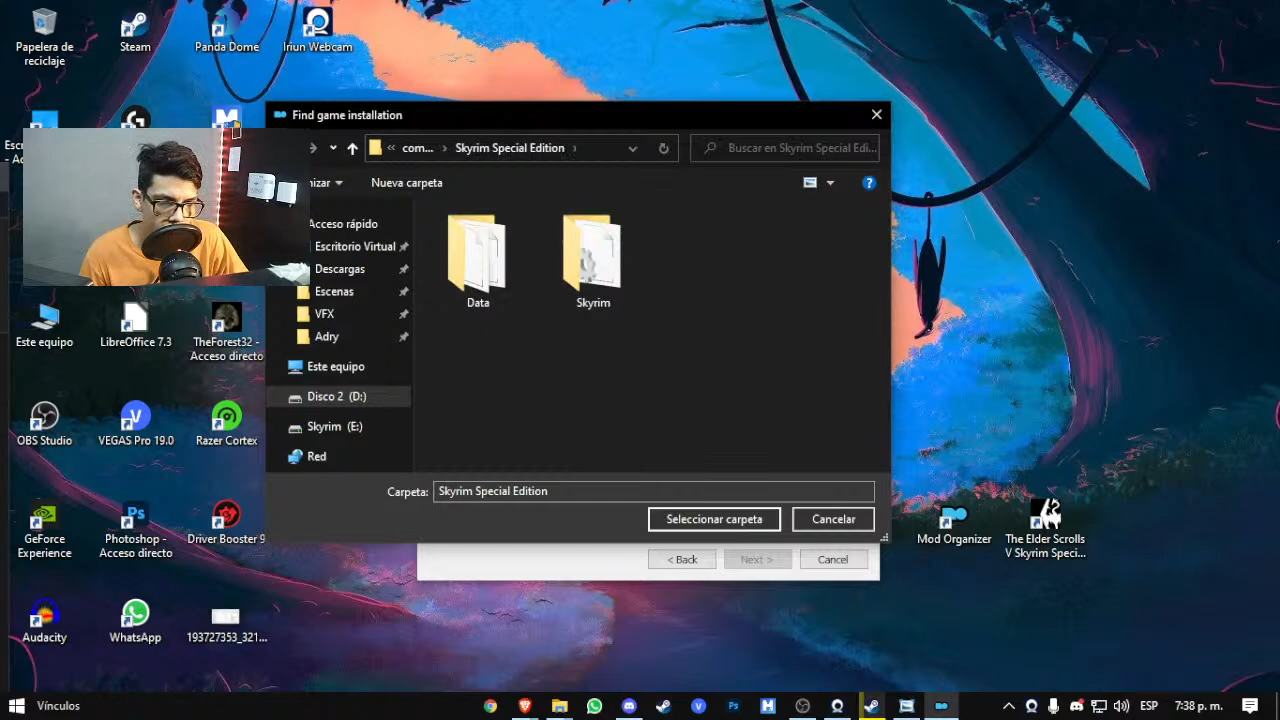 Papelera de
reciclaje
Steam
Panda Dome
Iriun Webcam
Find game installation
com...
Skyrim Special Edition
Buscar en Skyrim Special Edi...
nizar
Nueva carpeta
Acceso rápido
Escritorio Virtual
Descargas
Escenas
VFX
Adry
Este equipo
Disco 2 (D:)
Skyrim (E:)
Red
Data
Skyrim
Carpeta:
Skyrim Special Edition
Seleccionar carpeta
Cancelar
< Back
Next >
Cancel
Escr
- A
Este equipo
LibreOffice 7.3
TheForest32 -
Acceso directo
OBS Studio
VEGAS Pro 19.0
Razer Cortex
GeForce
Experience
Photoshop -
Acceso directo
Driver Booster 9
Mod Organizer
The Elder Scrolls
V Skyrim Speci...
Audacity
WhatsApp
193727353_321...
Vínculos
ESP
7:38 p. m.